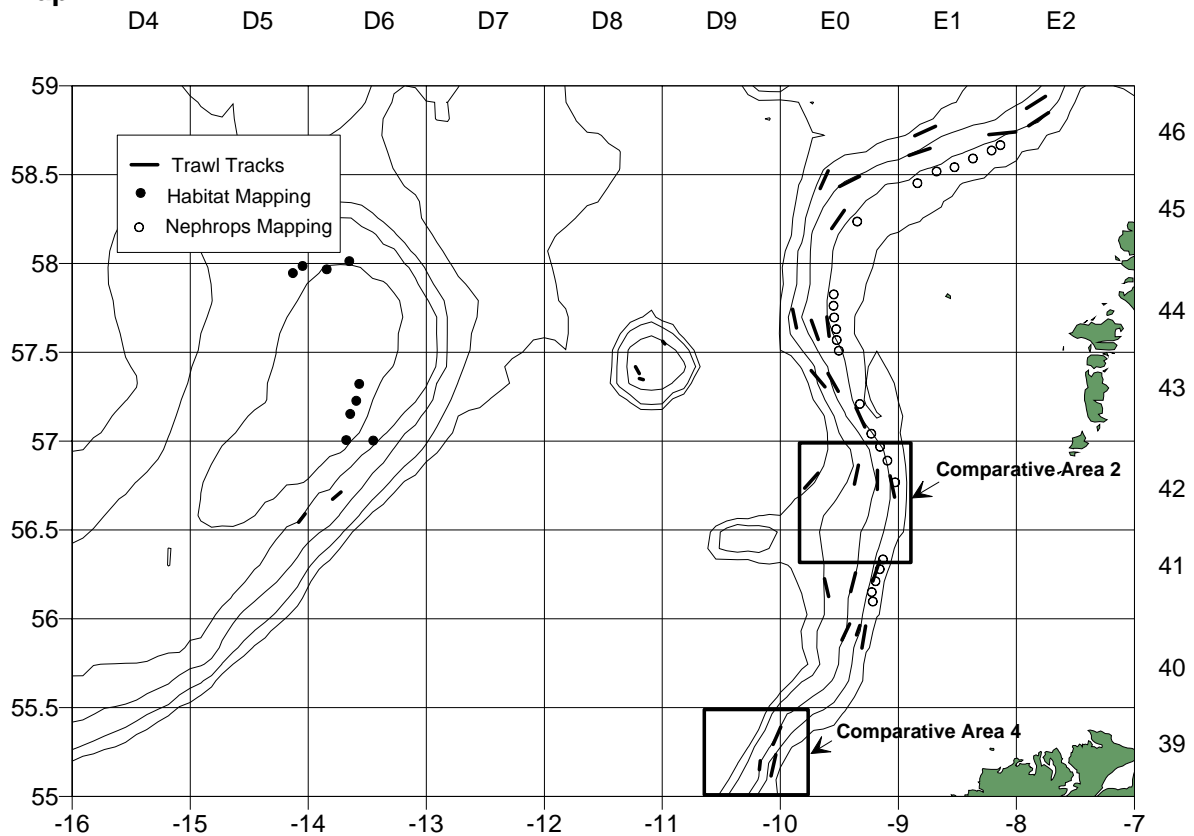 D4 D5 D6 D7 D8 D9 E0 E1 E2
59
46
Trawl Tracks
58.5
Habitat Mapping
45
Nephrops Mapping
58
44
57.5
43
57
Comparative Area 2
42
56.5
41
56
40
55.5
Comparative Area 4
39
55
-16 -15 -14 -13 -12 -11 -10 -9 -8 -7